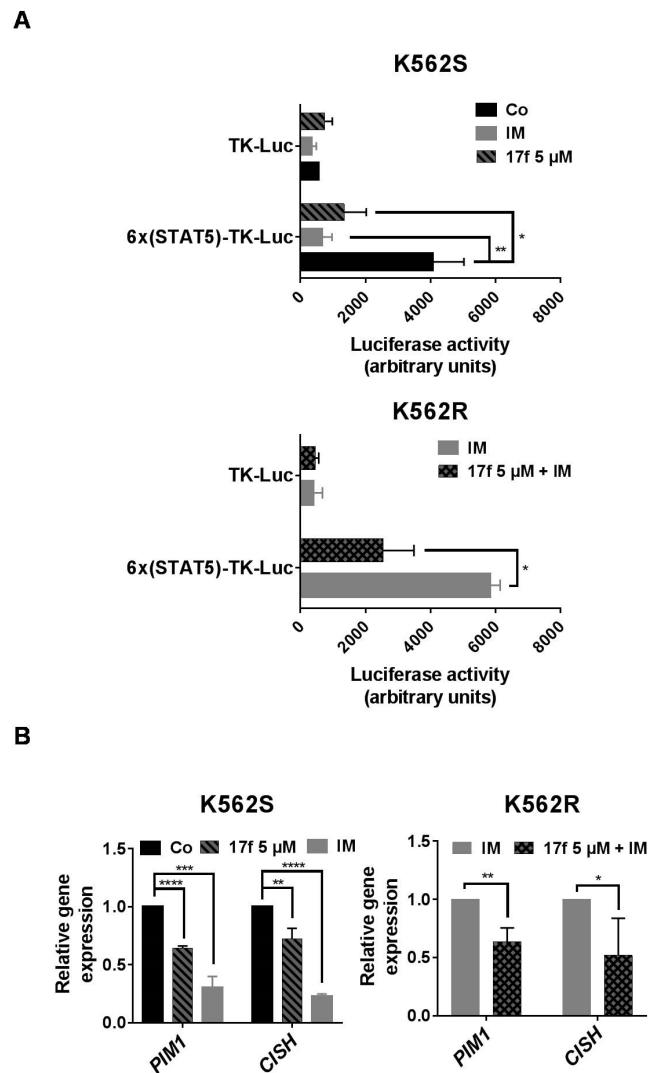 A
K562S
Co
IM
17f 5 µM
TK-Luc
6x(STAT5)-TK-Luc
*
**
0 2000 4000 6000 8000
Luciferase activity
(arbitrary units)
K562R
IM
17f 5 µM + IM
TK-Luc
6x(STAT5)-TK-Luc
*
0 2000 4000 6000 8000
Luciferase activity
(arbitrary units)
B
K562S
Co 17f 5 µM IM
Relative gene
expression
1.5
1.0
0.5
0.0
*** ****
**** **
PIM1 CISH
K562R
IM 17f 5 µM + IM
Relative gene
expression
1.5
1.0
0.5
0.0
** *
PIM1 CISH